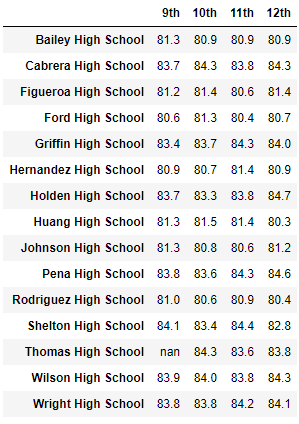 9th 10th 11th 12th
Bailey High School 81.3 80.9 80.9 80.9
Cabrera High School 83.7 84.3 83.8 84.3
Figueroa High School 81.2 81.4 80.6 81.4
Ford High School 80.6 81.3 80.4 80.7
Griffin High School 83.4 83.7 84.3 84.0
Hernandez High School 80.9 80.7 81.4 80.9
Holden High School 83.7 83.3 83.8 84.7
Huang High School 81.3 81.5 81.4 80.3
Johnson High School 81.3 80.8 80.6 81.2
Pena High School 83.8 83.6 84.3 84.6
Rodriguez High School 81.0 80.6 80.9 80.4
Shelton High School 84.1 83.4 84.4 82.8
Thomas High School nan 84.3 83.6 83.8
Wilson High School 83.9 84.0 83.8 84.3
Wright High School 83.8 83.8 84.2 84.1